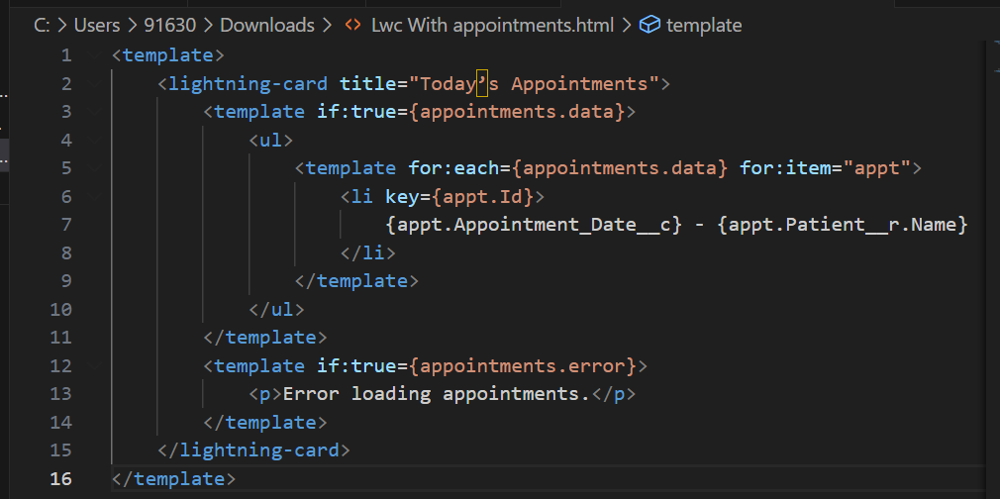 C: > Users > 91630 > Downloads > <> Lwc With appointments.html > template
1 <template>
2 <lightning-card title="Today’s Appointments">
3 <template if:true={appointments.data}>
4 <ul>
5 <template for:each={appointments.data} for:item="appt">
6 <li key={appt.Id}>
7 {appt.Appointment_Date__c} - {appt.Patient__r.Name}
8 </li>
9 </template>
10 </ul>
11 </template>
12 <template if:true={appointments.error}>
13 <p>Error loading appointments.</p>
14 </template>
15 </lightning-card>
16 </template>